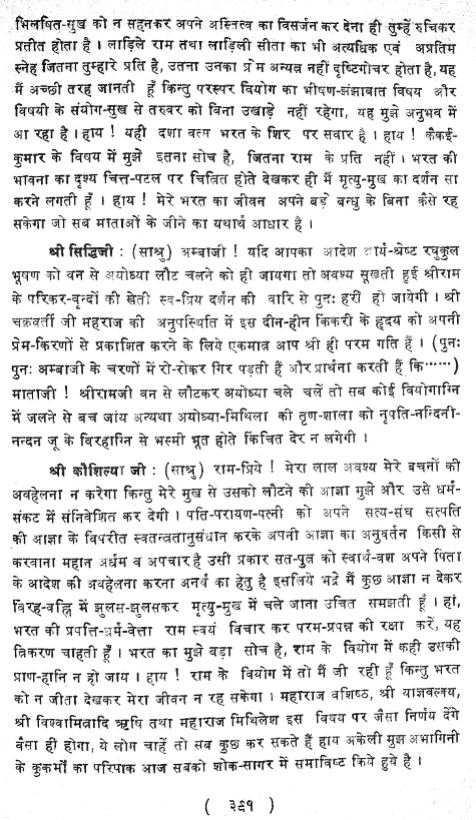 भिलषित-सुख को न सहनकर अपने अस्तित्व का विसर्जन कर देना ही तुम्हें रुचिकर
प्रतीत होता है । लाड़िले राम तथा लाड़िली सीता का भी अत्यधिक एवं अप्रतिम
स्नेह जितना तुम्हारे प्रति है, उतना उनका प्रेम अन्यत्र नहीं दृष्टिगोचर होता है, यह
मैं अच्छी तरह जानती हूँ किन्तु परस्पर वियोग का भीषण-झंझावात विषय और
विषयी के संयोग-सुख से तरुवर को बिना उखाड़े नहीं रहेगा, यह मुझे अनुभव में
आ रहा है । हाय ! यही दशा वत्स भरत के शिर पर सवार है । हाय ! कैकई-
कुमार के विषय में मुझे इतना सोच है, जितना राम के प्रति नहीं । भरत की
भावना का दृश्य चित्त-पटल पर चित्रित होते देखकर ही मैं मृत्यु-मुख का दर्शन सा
करने लगती हूँ । हाय ! मेरे भरत का जीवन अपने बड़े बन्धु के बिना कैसे रह
सकेगा जो सब माताओं के जीने का यथार्थ आधार है ।
श्री सिद्धिजी : (साश्रु) अम्बाजी ! यदि आपका आदेश आर्य-श्रेष्ट रघुकुल
भूषण को वन से अयोध्या लौट चलने को ही जायगा तो अवश्य सूखती हुई श्रीराम
के परिकर-वृन्दों की खेती स्व-प्रिय दर्शन की वारि से पुनः हरी हो जायेगी । श्री
चक्रवर्ती जी महराज की अनुपस्थिति में इस दीन-हीन किंकरी के हृदय को अपनी
प्रेम-किरणों से प्रकाशित करने के लिये एकमात्र आप श्री ही परम गति हैं । (पुनः
पुनः अम्बाजी के चरणों में रो-रोकर गिर पड़ती हैं और प्रार्थना करती हैं कि······)
माताजी ! श्रीरामजी वन से लौटकर अयोध्या चले चलें तो सब कोई वियोगाग्नि
में जलने से बच जांय अन्यथा अयोध्या-मिथिला की तृण-शाला को नृपति-नन्दिनी-
नन्दन जू के विरहाग्नि से भस्मी भूत होते किंचित देर न लगेगी ।
श्री कौशिल्या जी : (साश्रु) राम-प्रिये ! मेरा लाल अवश्य मेरे बचनों की
अवहेलना न करेगा किन्तु मेरे मुख से उसको लौटने की आज्ञा मुझे और उसे धर्म-
संकट में संनिवेशित कर देगी । पति-परायण-पत्नी को अपने सत्य-संध सत्पति
की आज्ञा के विपरीत स्वतन्त्रतानुसंधान करके अपनी आज्ञा का अनुवर्तन किसी से
करवाना महान अर्धम व अपचार है उसी प्रकार सत-पुत्र को स्वार्थ-वश अपने पिता
के आदेश की अवहेलना करना अनर्थ का हेतु है इसलिये भद्रे मैं कुछ आज्ञा न देकर
विरह-वह्नि में झुलस-झुलसकर मृत्यु-मुख में चले जाना उचित समझती हूँ । हां,
भरत की प्रपत्ति-धर्म-वेत्ता राम स्वयं विचार कर परम-प्रपन्न की रक्षा करें, यह
त्रिकरण चाहती हूँ । भरत का मुझे बड़ा सोच है, राम के वियोग में कही उसकी
प्राण-हानि न हो जाय । हाय ! राम के वियोग में तो मैं जी रही हूँ किन्तु भरत
को न जीता देखकर मेरा जीवन न रह सकेगा । महाराज वशिष्ठ, श्री याज्ञवल्क्य,
श्री विश्वामित्रादि ऋषि तथा महाराज मिथिलेश इस विषय पर जैसा निर्णय देंगे
वैसा ही होगा, ये लोग चाहें तो सब कुछ कर सकते हैं हाय अकेली मुझ अभागिनी
के कुकर्मों का परिपाक आज सबको शोक-सागर में समाविष्ट किये हुये है ।
( ३९१ )